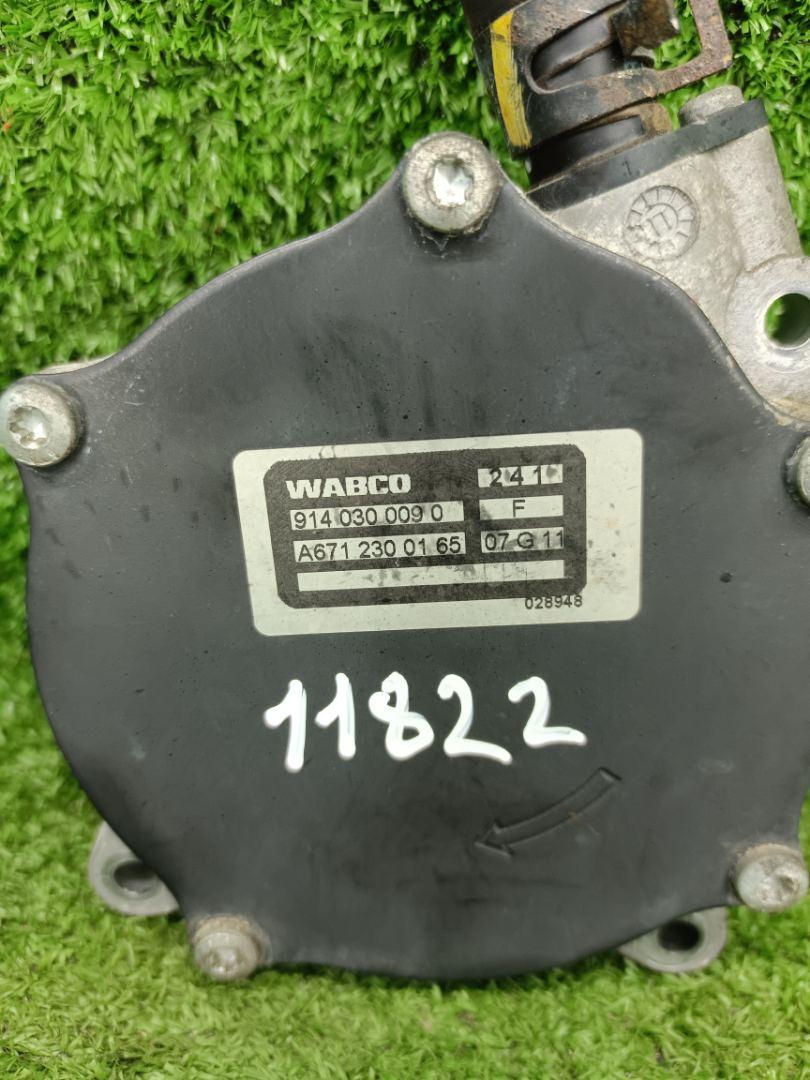 WABCO 241
914 030 009 0 F
A671 230 01 65 07 G 11
028948
11822